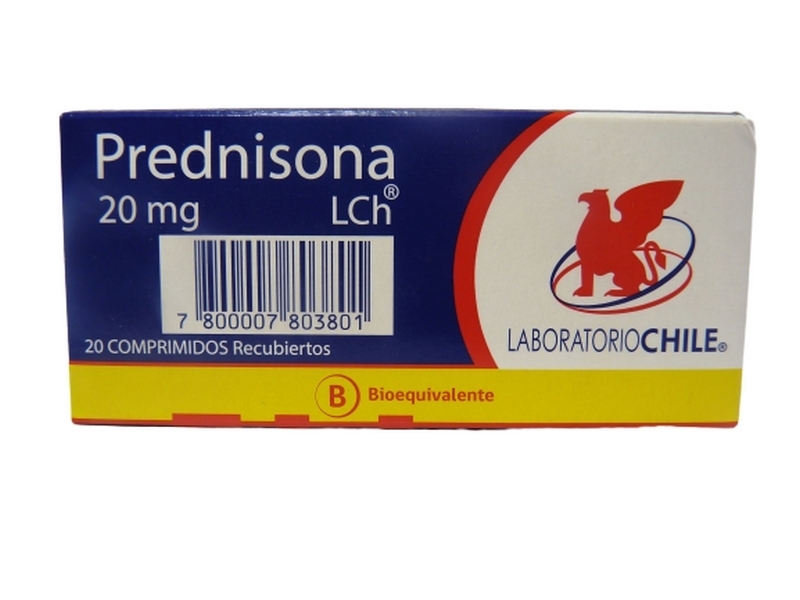 Prednisona
20 mg LCh®
7 800007 803801
20 COMPRIMIDOS Recubiertos
LABORATORIOCHILE®
B Bioequivalente